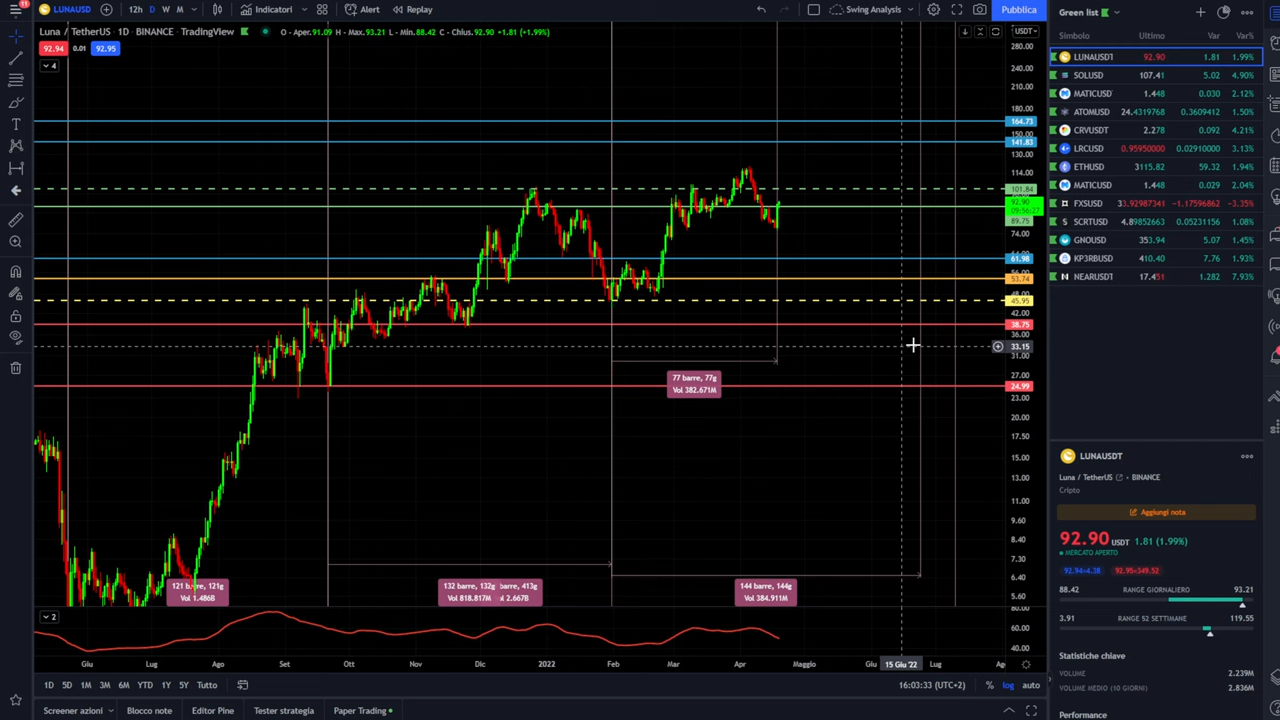 11
LUNAUSD
12h D W M
Indicatori
Alert
Replay
Swing Analysis
Pubblica
Luna / TetherUS · 1D · BINANCE · TradingView
O - Aper.91.09 H - Max.93.21 L - Min.88.42 C - Chius.92.90 +1.81 (+1.99%)
USDT
92.94 0.01 92.95
4
280.00
240.00
210.00
180.00
164.73
150.00
141.83
130.00
114.00
101.84
92.90
09:56:27
89.75
74.00
61.98
53.74
48.00
45.95
42.00
38.75
36.00
33.15
31.00
27.00
24.99
23.00
20.00
17.50
15.00
13.00
11.00
9.60
8.40
7.30
6.40
5.60
77 barre, 77g
Vol 382.671M
121 barre, 121g
Vol 1.486B
132 barre, 132g
Vol 818.817M
barre, 413g
2.667B
144 barre, 144g
Vol 384.911M
2
80.00
60.00
40.00
Giu Lug Ago Set Ott Nov Dic 2022 Feb Mar Apr Maggio Giu 15 Giu '22 Lug
1D 5D 1M 3M 6M YTD 1Y 5Y Tutto
16:03:33 (UTC+2)
% log auto
Screener azioni
Blocco note
Editor Pine
Tester strategia
Paper Trading
Green list
Simbolo Ultimo Var Var%
LUNAUSDT 92.90 1.81 1.99%
SOLUSD 107.41 5.02 4.90%
MATICUSD 1.448 0.030 2.12%
ATOMUSD 24.4319768 0.3609412 1.50%
CRVUSDT 2.278 0.092 4.21%
LRCUSD 0.95950000 0.02910000 3.13%
ETHUSD 3115.82 59.32 1.94%
MATICUSD 1.448 0.029 2.04%
FXSUSD 33.92987341 -1.17596862 -3.35%
SCRTUSD 4.89852663 0.05231156 1.08%
GNOUSD 353.94 5.07 1.45%
KP3RBUSD 410.40 7.76 1.93%
NEARUSDT 17.451 1.282 7.93%
LUNAUSDT
Luna / TetherUS · BINANCE
Cripto
Aggiungi nota
92.90 USDT 1.81 (1.99%)
MERCATO APERTO
92.94×4.38 92.95×349.52
88.42 RANGE GIORNALIERO 93.21
3.91 RANGE 52 SETTIMANE 119.55
Statistiche chiave
VOLUME 2.239M
VOLUME MEDIO (10 GIORNI) 2.836M
Performance